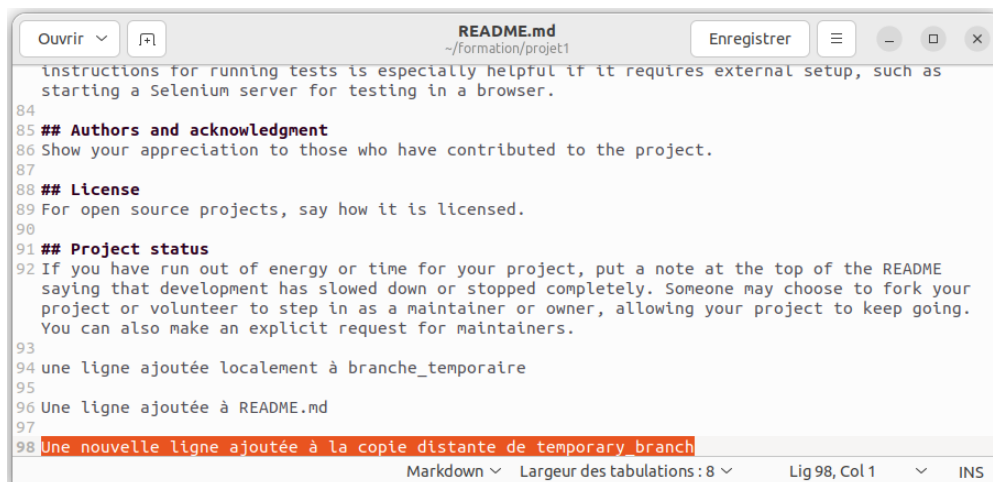 Ouvrir
README.md
~/formation/projet1
Enregistrer
instructions for running tests is especially helpful if it requires external setup, such as
starting a Selenium server for testing in a browser.
84
85 ## Authors and acknowledgment
86 Show your appreciation to those who have contributed to the project.
87
88 ## License
89 For open source projects, say how it is licensed.
90
91 ## Project status
92 If you have run out of energy or time for your project, put a note at the top of the README
saying that development has slowed down or stopped completely. Someone may choose to fork your
project or volunteer to step in as a maintainer or owner, allowing your project to keep going.
You can also make an explicit request for maintainers.
93
94 une ligne ajoutée localement à branche_temporaire
95
96 Une ligne ajoutée à README.md
97
98 Une nouvelle ligne ajoutée à la copie distante de temporary_branch
Markdown Largeur des tabulations : 8 Lig 98, Col 1 INS